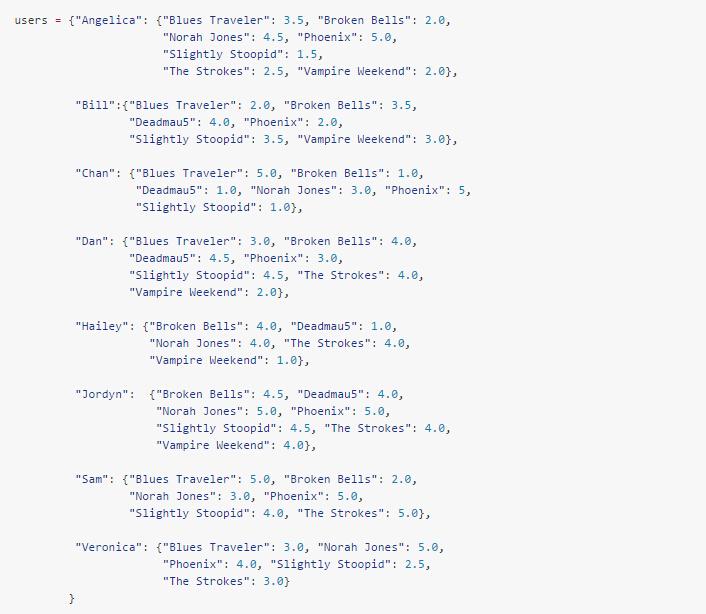 users = {"Angelica": {"Blues Traveler": 3.5, "Broken Bells": 2.0,
"Norah Jones": 4.5, "Phoenix": 5.0,
"Slightly Stoopid": 1.5,
"The Strokes": 2.5, "Vampire Weekend": 2.0},
"Bill":{"Blues Traveler": 2.0, "Broken Bells": 3.5,
"Deadmau5": 4.0, "Phoenix": 2.0,
"Slightly Stoopid": 3.5, "Vampire Weekend": 3.0},
"Chan": {"Blues Traveler": 5.0, "Broken Bells": 1.0,
"Deadmau5": 1.0, "Norah Jones": 3.0, "Phoenix": 5,
"Slightly Stoopid": 1.0},
"Dan": {"Blues Traveler": 3.0, "Broken Bells": 4.0,
"Deadmau5": 4.5, "Phoenix": 3.0,
"Slightly Stoopid": 4.5, "The Strokes": 4.0,
"Vampire Weekend": 2.0},
"Hailey": {"Broken Bells": 4.0, "Deadmau5": 1.0,
"Norah Jones": 4.0, "The Strokes": 4.0,
"Vampire Weekend": 1.0},
"Jordyn":  {"Broken Bells": 4.5, "Deadmau5": 4.0,
"Norah Jones": 5.0, "Phoenix": 5.0,
"Slightly Stoopid": 4.5, "The Strokes": 4.0,
"Vampire Weekend": 4.0},
"Sam": {"Blues Traveler": 5.0, "Broken Bells": 2.0,
"Norah Jones": 3.0, "Phoenix": 5.0,
"Slightly Stoopid": 4.0, "The Strokes": 5.0},
"Veronica": {"Blues Traveler": 3.0, "Norah Jones": 5.0,
"Phoenix": 4.0, "Slightly Stoopid": 2.5,
"The Strokes": 3.0}
}